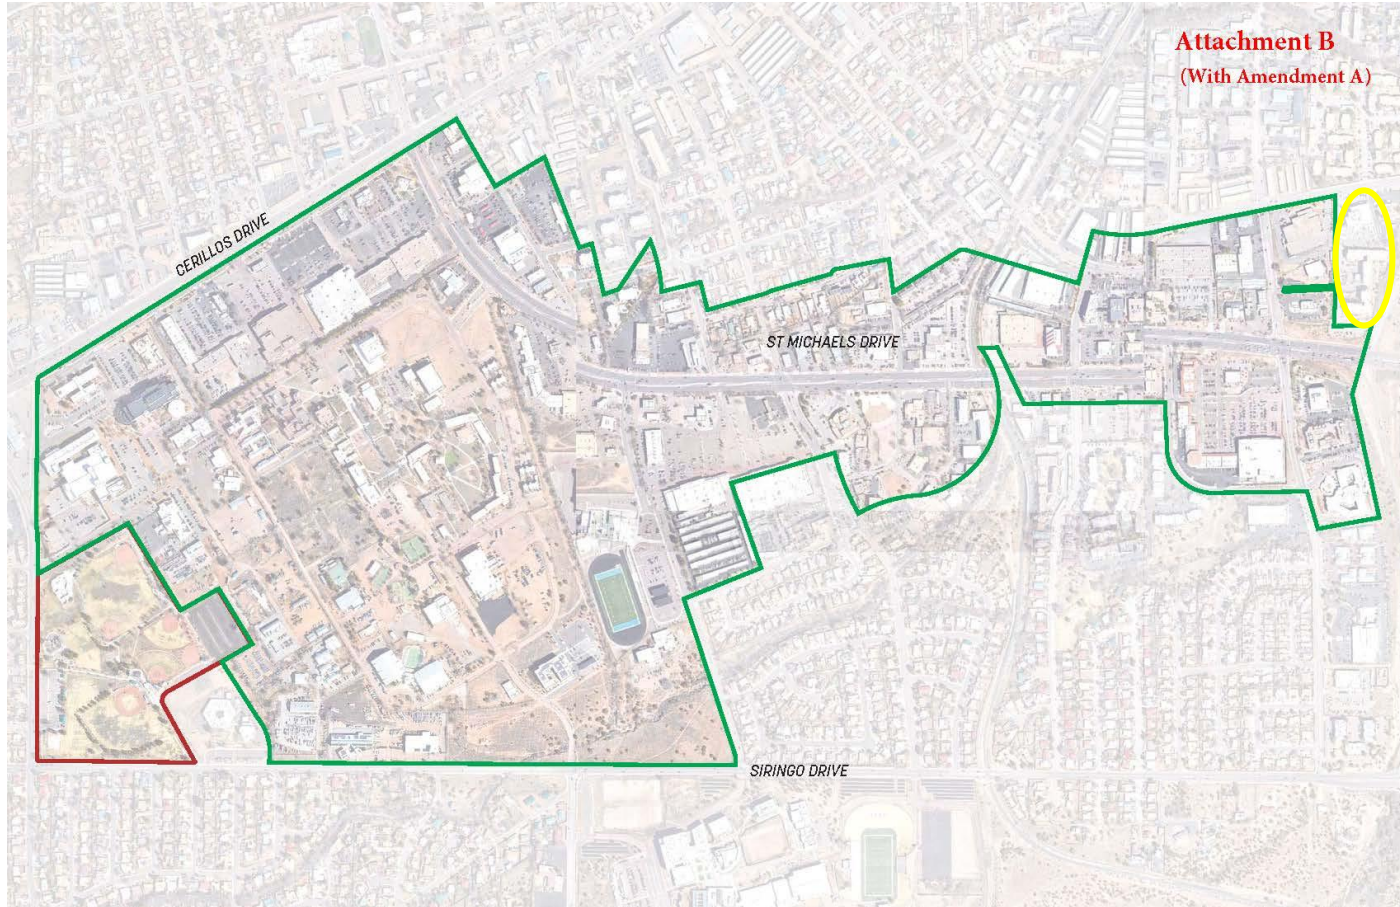 Attachment B
(With Amendment A)
CERILLOS DRIVE
ST MICHAELS DRIVE
SIRINGO DRIVE